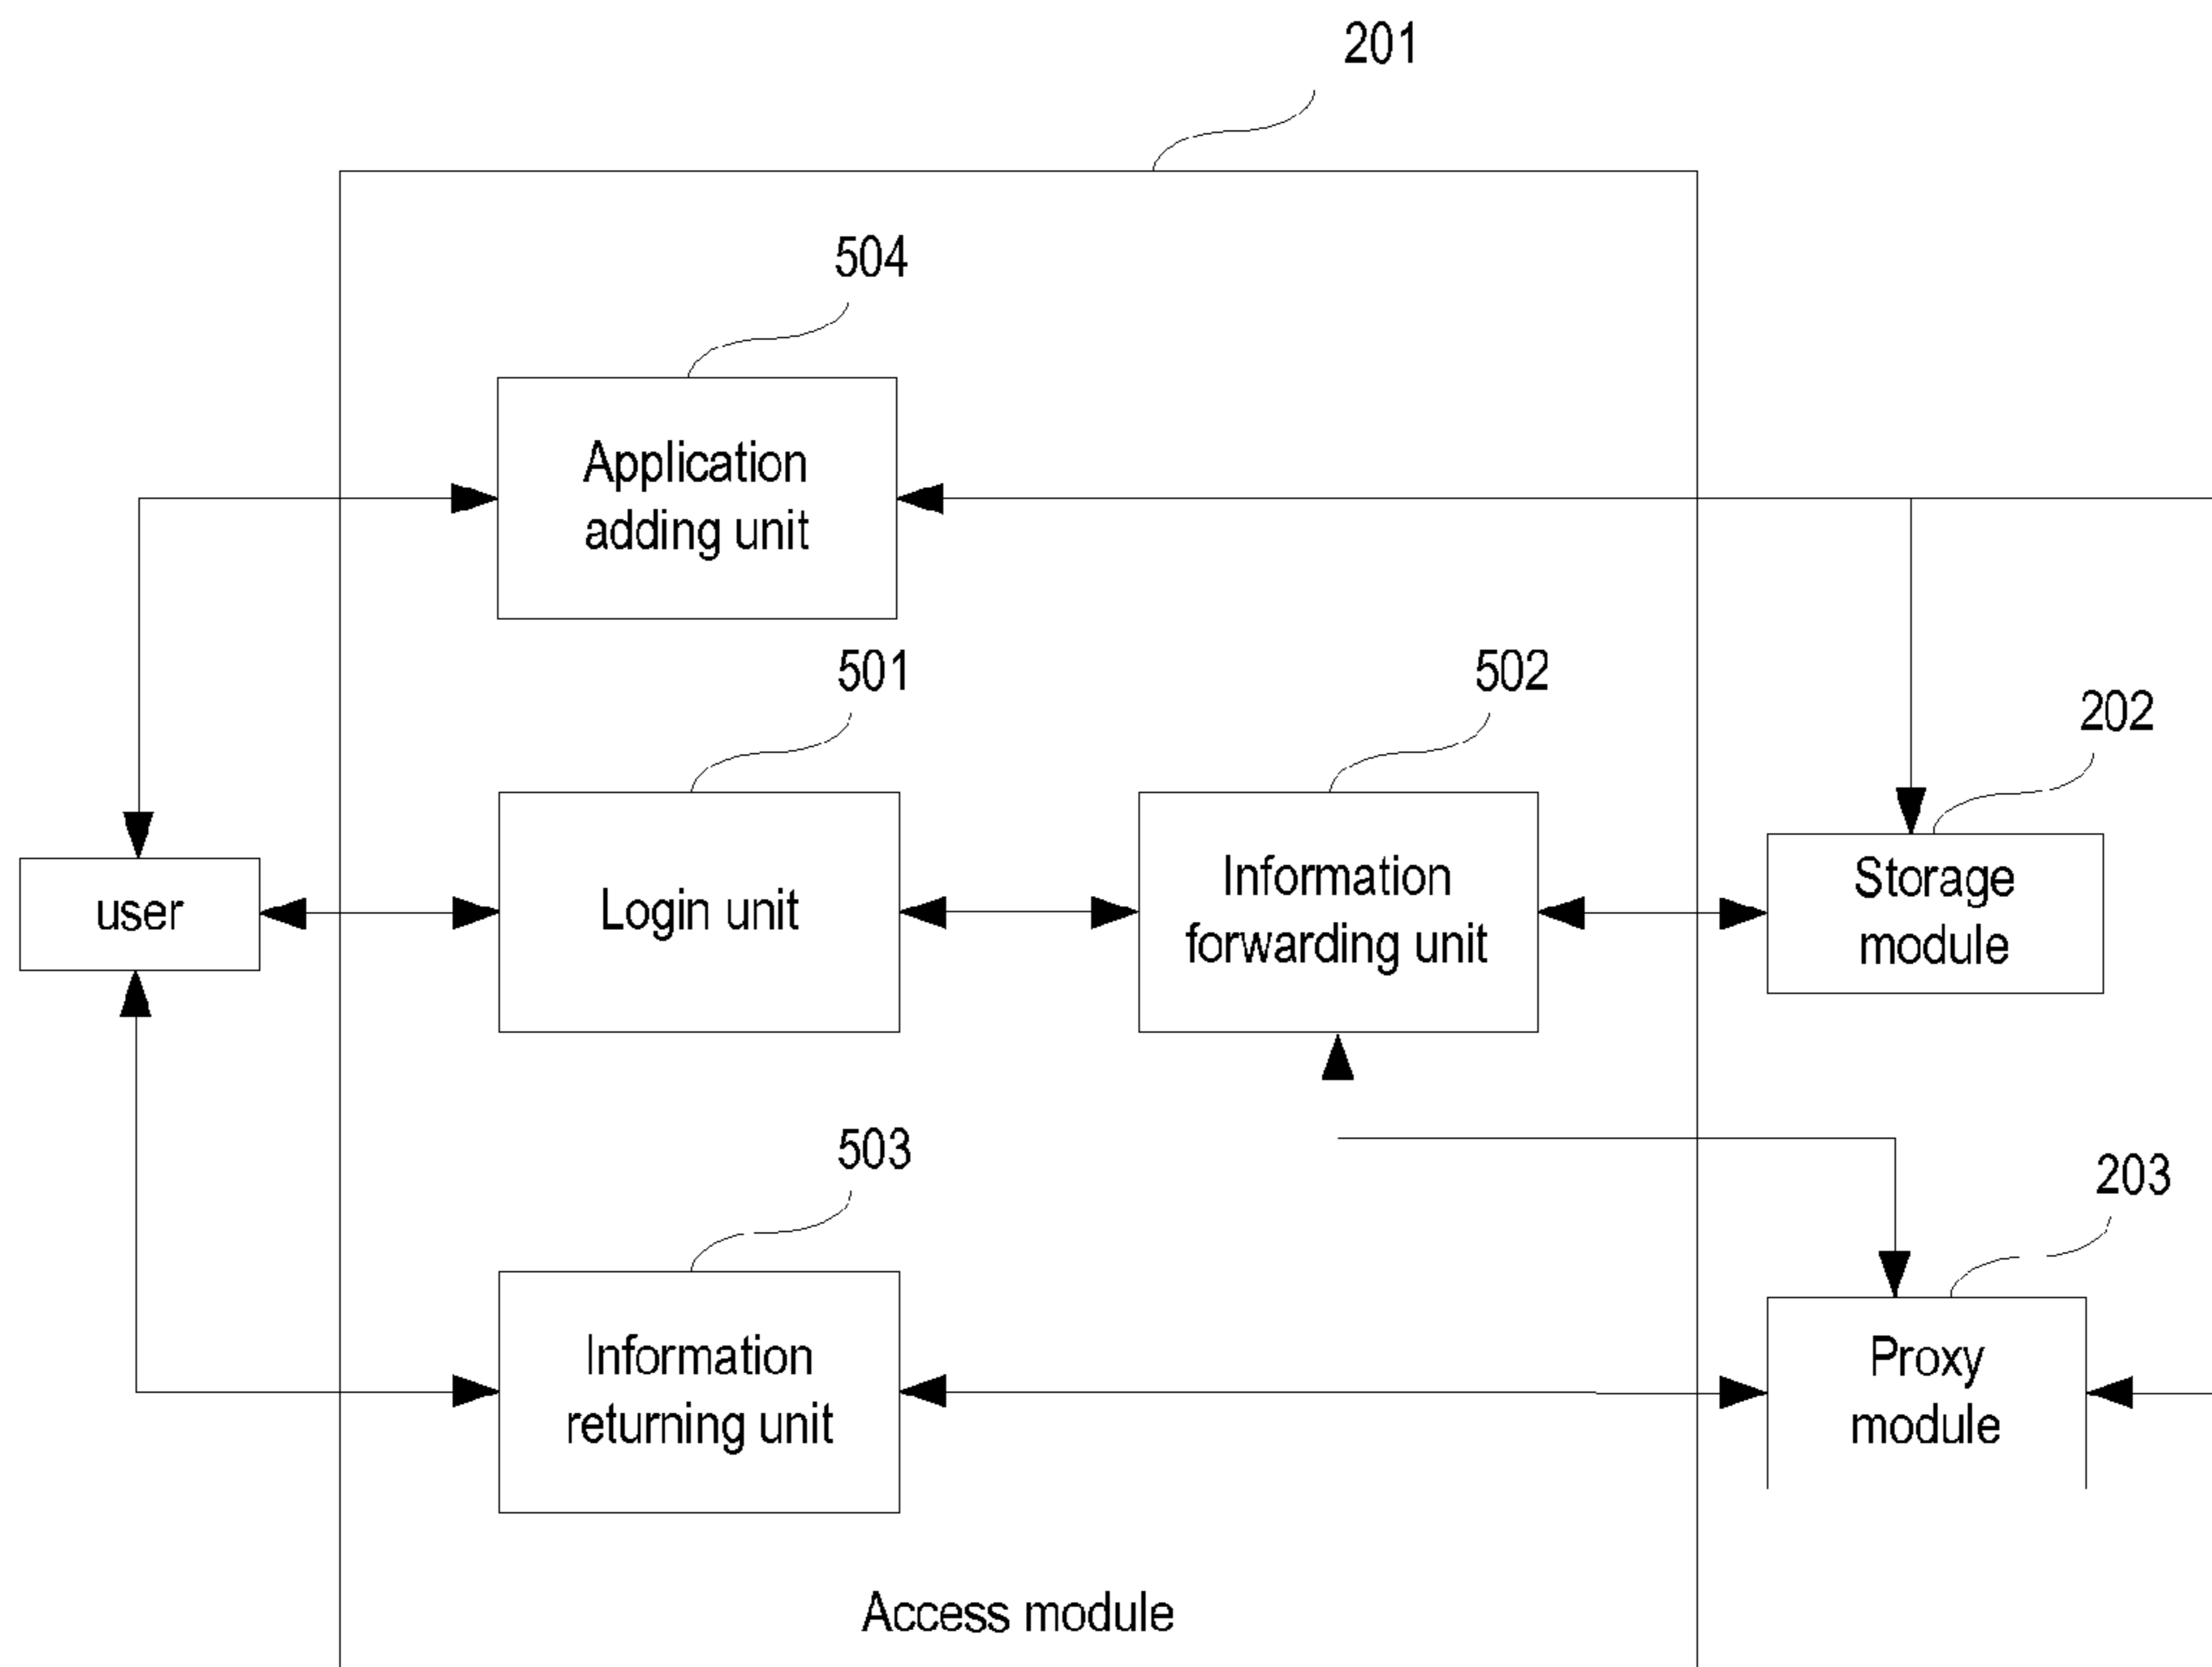 201
504
Application
adding unit
501
502
202
user
Login unit
Information
forwarding unit
Storage
module
503
203
Information
returning unit
Proxy
module
Access module